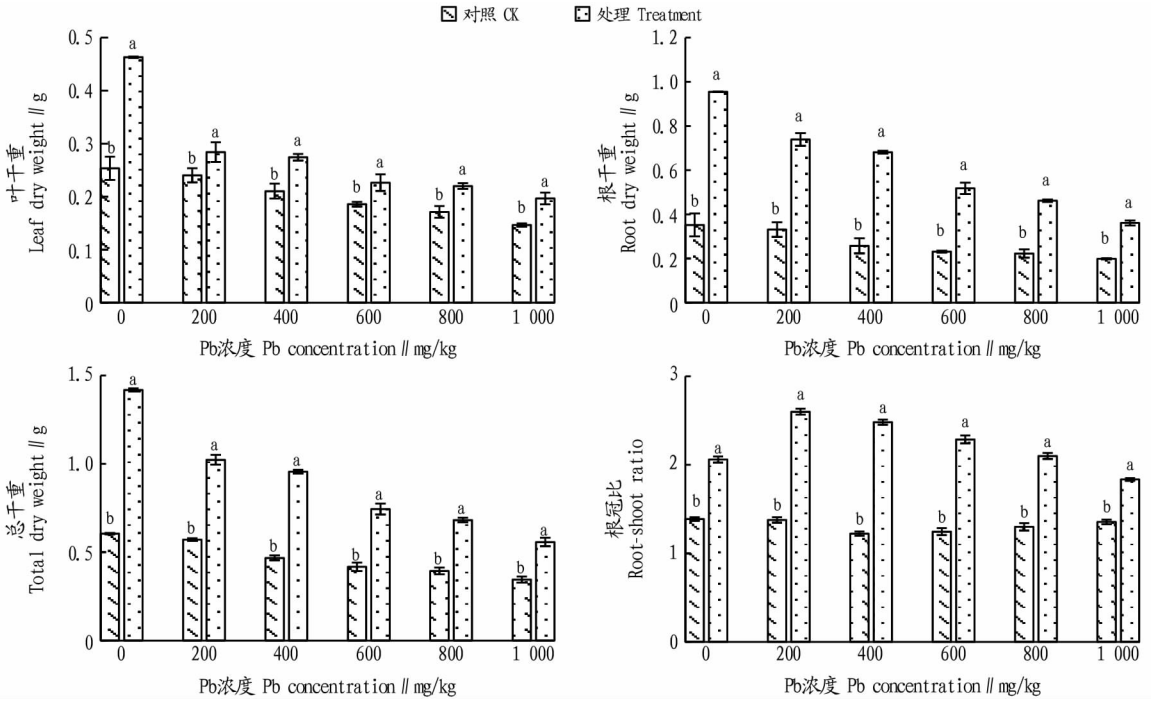 对照 CK 处理 Treatment
叶干重
Leaf dry weight∥g
0.5
0.4
0.3
0.2
0.1
0
b a b a b a b a b a b a
0 200 400 600 800 1 000
Pb浓度 Pb concentration∥mg/kg
根干重
Root dry weight∥g
1.2
1.0
0.8
0.6
0.4
0.2
0
b a b a b a b a b a b a
0 200 400 600 800 1 000
Pb浓度 Pb concentration∥mg/kg
总干重
Total dry weight∥g
1.5
1.0
0.5
0
b a b a b a b a b a b a
0 200 400 600 800 1 000
Pb浓度 Pb concentration∥mg/kg
根冠比
Root-shoot ratio
3
2
1
0
b a b a b a b a b a b a
0 200 400 600 800 1 000
Pb浓度 Pb concentration∥mg/kg